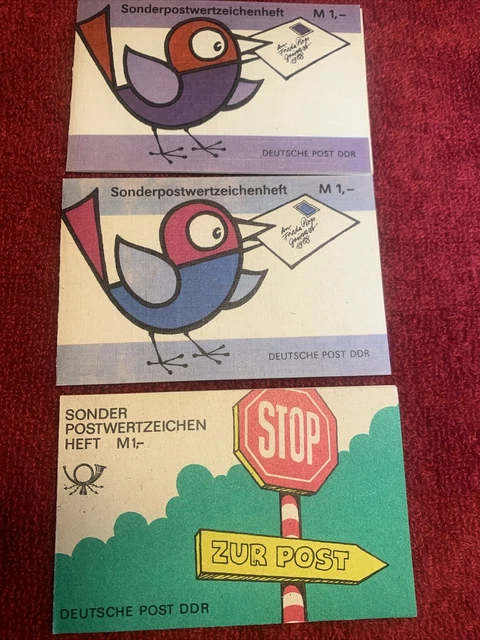 Sonderpostwertzeichenheft M 1,–
DEUTSCHE POST DDR
Sonderpostwertzeichenheft M 1,–
DEUTSCHE POST DDR
SONDER
POSTWERTZEICHEN
HEFT M 1,–
STOP
ZUR POST
DEUTSCHE POST DDR